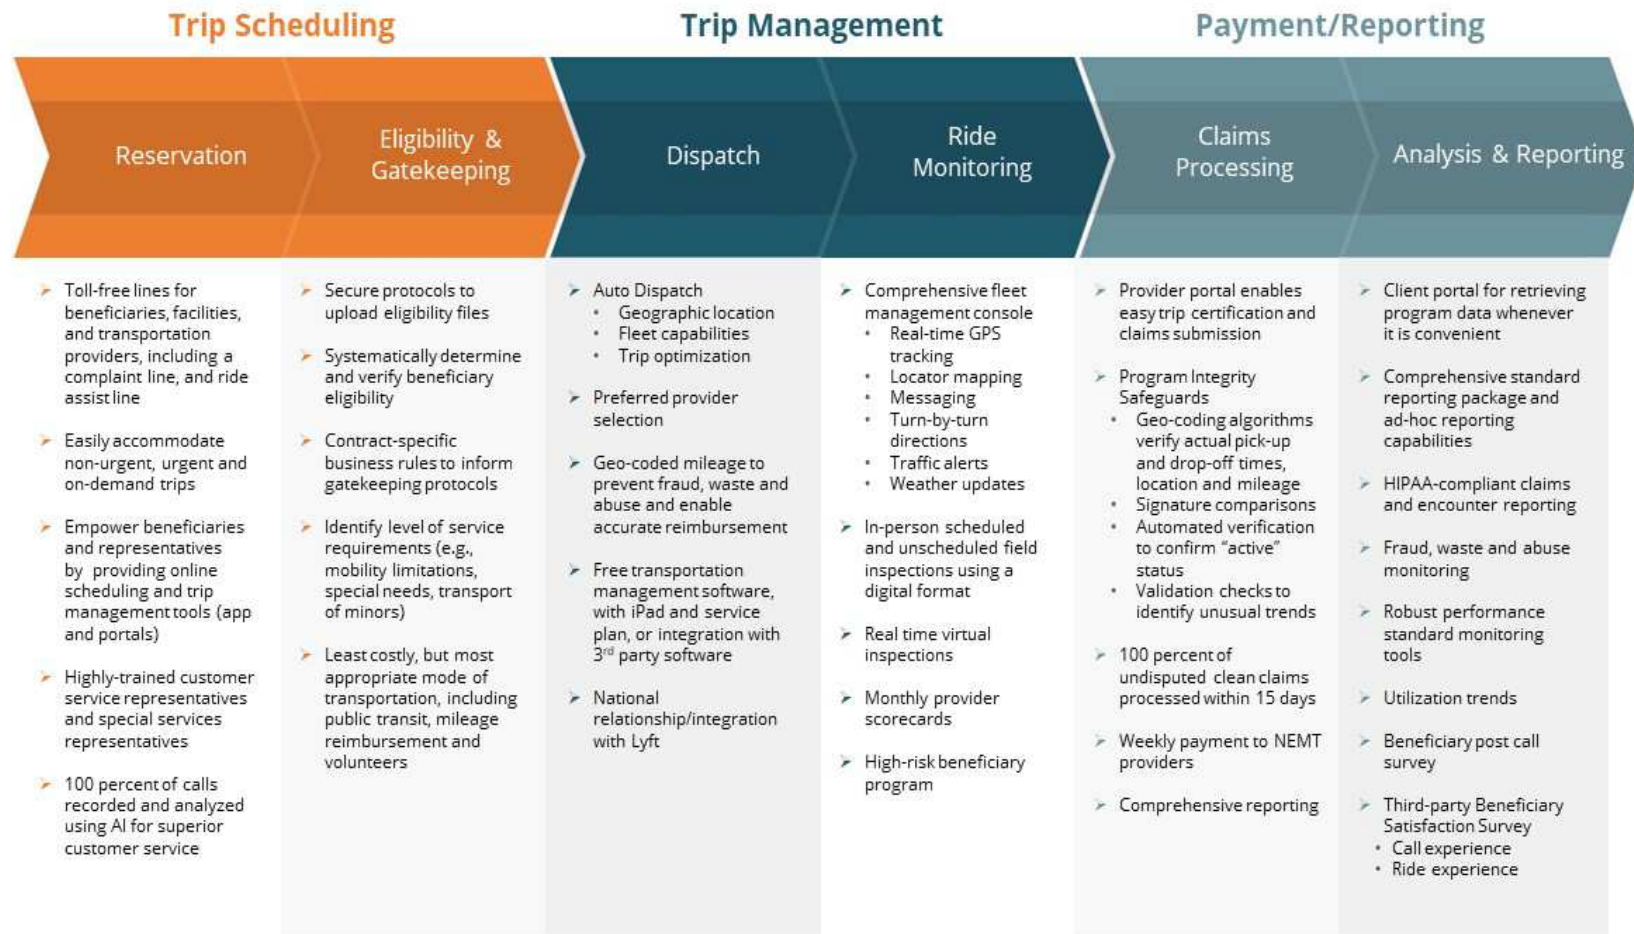 Trip Scheduling
Trip Management
Payment/Reporting
Reservation
Eligibility &
Gatekeeping
Dispatch
Ride
Monitoring
Claims
Processing
Analysis & Reporting
Toll-free lines for
beneficiaries, facilities,
and transportation
providers, including a
complaint line, and ride
assist line
Easily accommodate
non-urgent, urgent and
on-demand trips
Empower beneficiaries
and representatives
by providing online
scheduling and trip
management tools (app
and portals)
Highly-trained customer
service representatives
and special services
representatives
100 percent of calls
recorded and analyzed
using AI for superior
customer service
Secure protocols to
upload eligibility files
Systematically determine
and verify beneficiary
eligibility
Contract-specific
business rules to inform
gatekeeping protocols
Identify level of service
requirements (e.g.,
mobility limitations,
special needs, transport
of minors)
Least costly, but most
appropriate mode of
transportation, including
public transit, mileage
reimbursement and
volunteers
Auto Dispatch
• Geographic location
• Fleet capabilities
• Trip optimization
Preferred provider
selection
Geo-coded mileage to
prevent fraud, waste and
abuse and enable
accurate reimbursement
Free transportation
management software,
with iPad and service
plan, or integration with
3rd party software
National
relationship/integration
with Lyft
Comprehensive fleet
management console
• Real-time GPS
tracking
• Locator mapping
• Messaging
• Turn-by-turn
directions
• Traffic alerts
• Weather updates
In-person scheduled
and unscheduled field
inspections using a
digital format
Real time virtual
inspections
Monthly provider
scorecards
High-risk beneficiary
program
Provider portal enables
easy trip certification and
claims submission
Program Integrity
Safeguards
• Geo-coding algorithms
verify actual pick-up
and drop-off times,
location and mileage
• Signature comparisons
• Automated verification
to confirm “active”
status
• Validation checks to
identify unusual trends
100 percent of
undisputed clean claims
processed within 15 days
Weekly payment to NEMT
providers
Comprehensive reporting
Client portal for retrieving
program data whenever
it is convenient
Comprehensive standard
reporting package and
ad-hoc reporting
capabilities
HIPAA-compliant claims
and encounter reporting
Fraud, waste and abuse
monitoring
Robust performance
standard monitoring
tools
Utilization trends
Beneficiary post call
survey
Third-party Beneficiary
Satisfaction Survey
• Call experience
• Ride experience